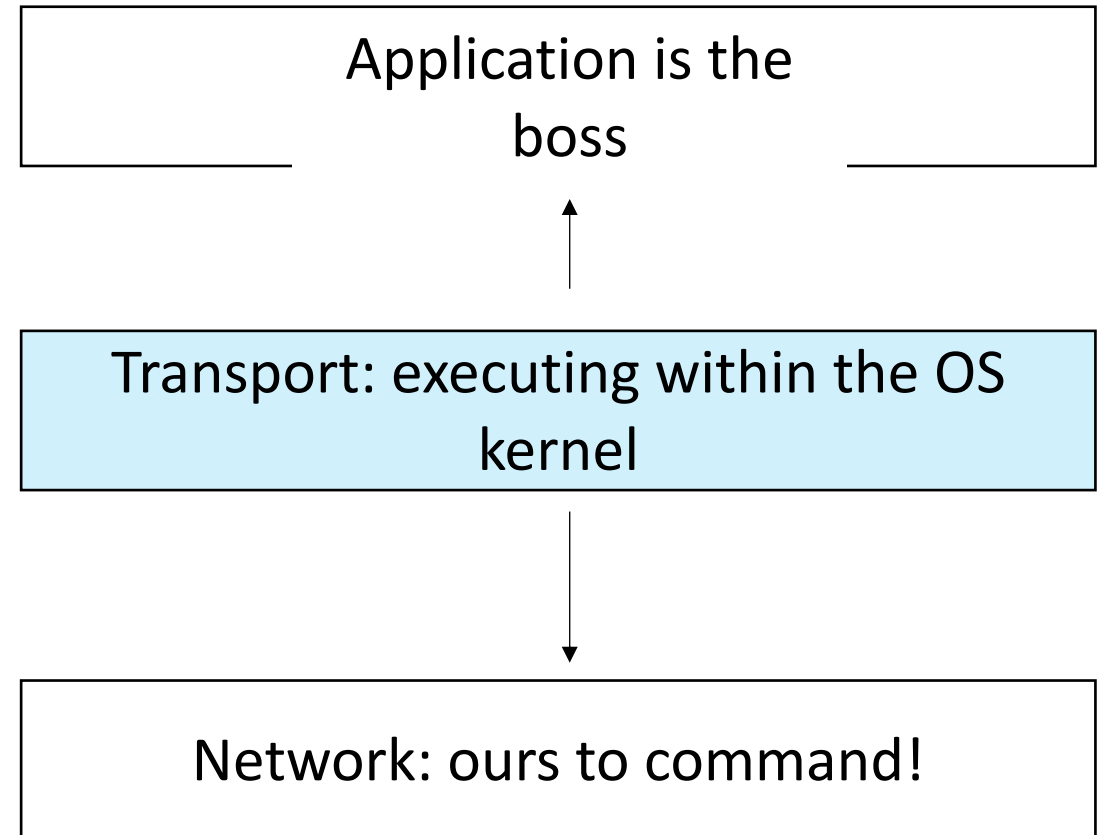 Application is the
boss
Transport: executing within the OS
kernel
Network: ours to command!